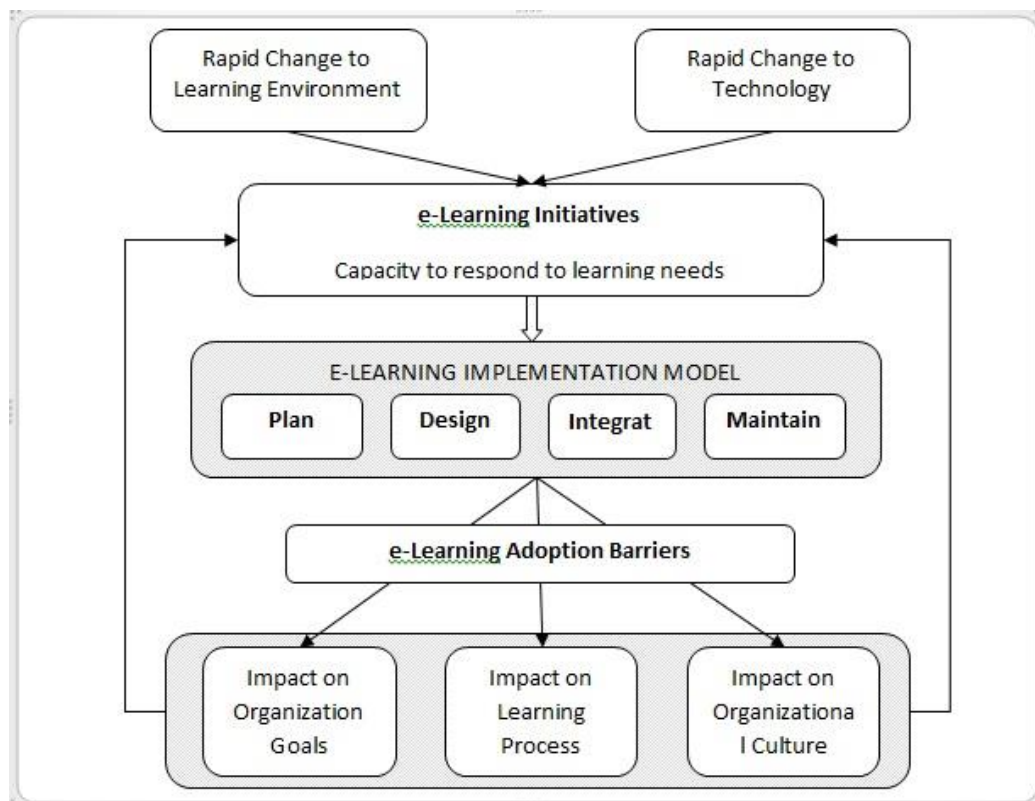 Rapid Change to
Learning Environment
Rapid Change to
Technology
e-Learning Initiatives
Capacity to respond to learning needs
E-LEARNING IMPLEMENTATION MODEL
Plan
Design
Integrat
Maintain
e-Learning Adoption Barriers
Impact on
Organization
Goals
Impact on
Learning
Process
Impact on
Organizationa
l Culture